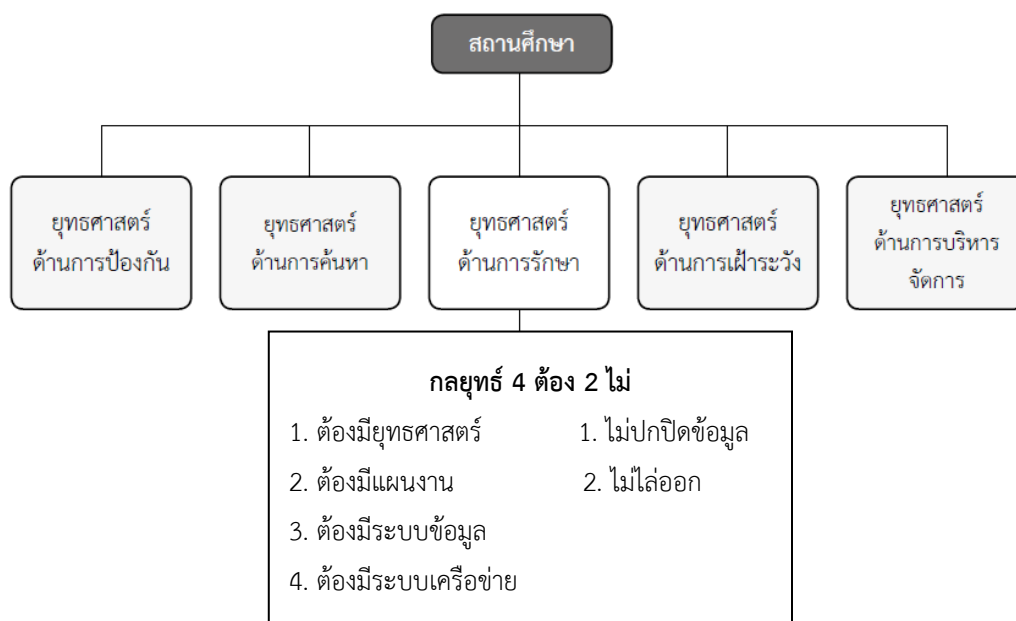 สถานศึกษา
ยุทธศาสตร์
ด้านการป้องกัน
ยุทธศาสตร์
ด้านการค้นหา
ยุทธศาสตร์
ด้านการรักษา
ยุทธศาสตร์
ด้านการเฝ้าระวัง
ยุทธศาสตร์
ด้านการบริหาร
จัดการ
กลยุทธ์ 4 ต้อง 2 ไม่
1. ต้องมียุทธศาสตร์
2. ต้องมีแผนงาน
3. ต้องมีระบบข้อมูล
4. ต้องมีระบบเครือข่าย
1. ไม่ปกปิดข้อมูล
2. ไม่ไล่ออก